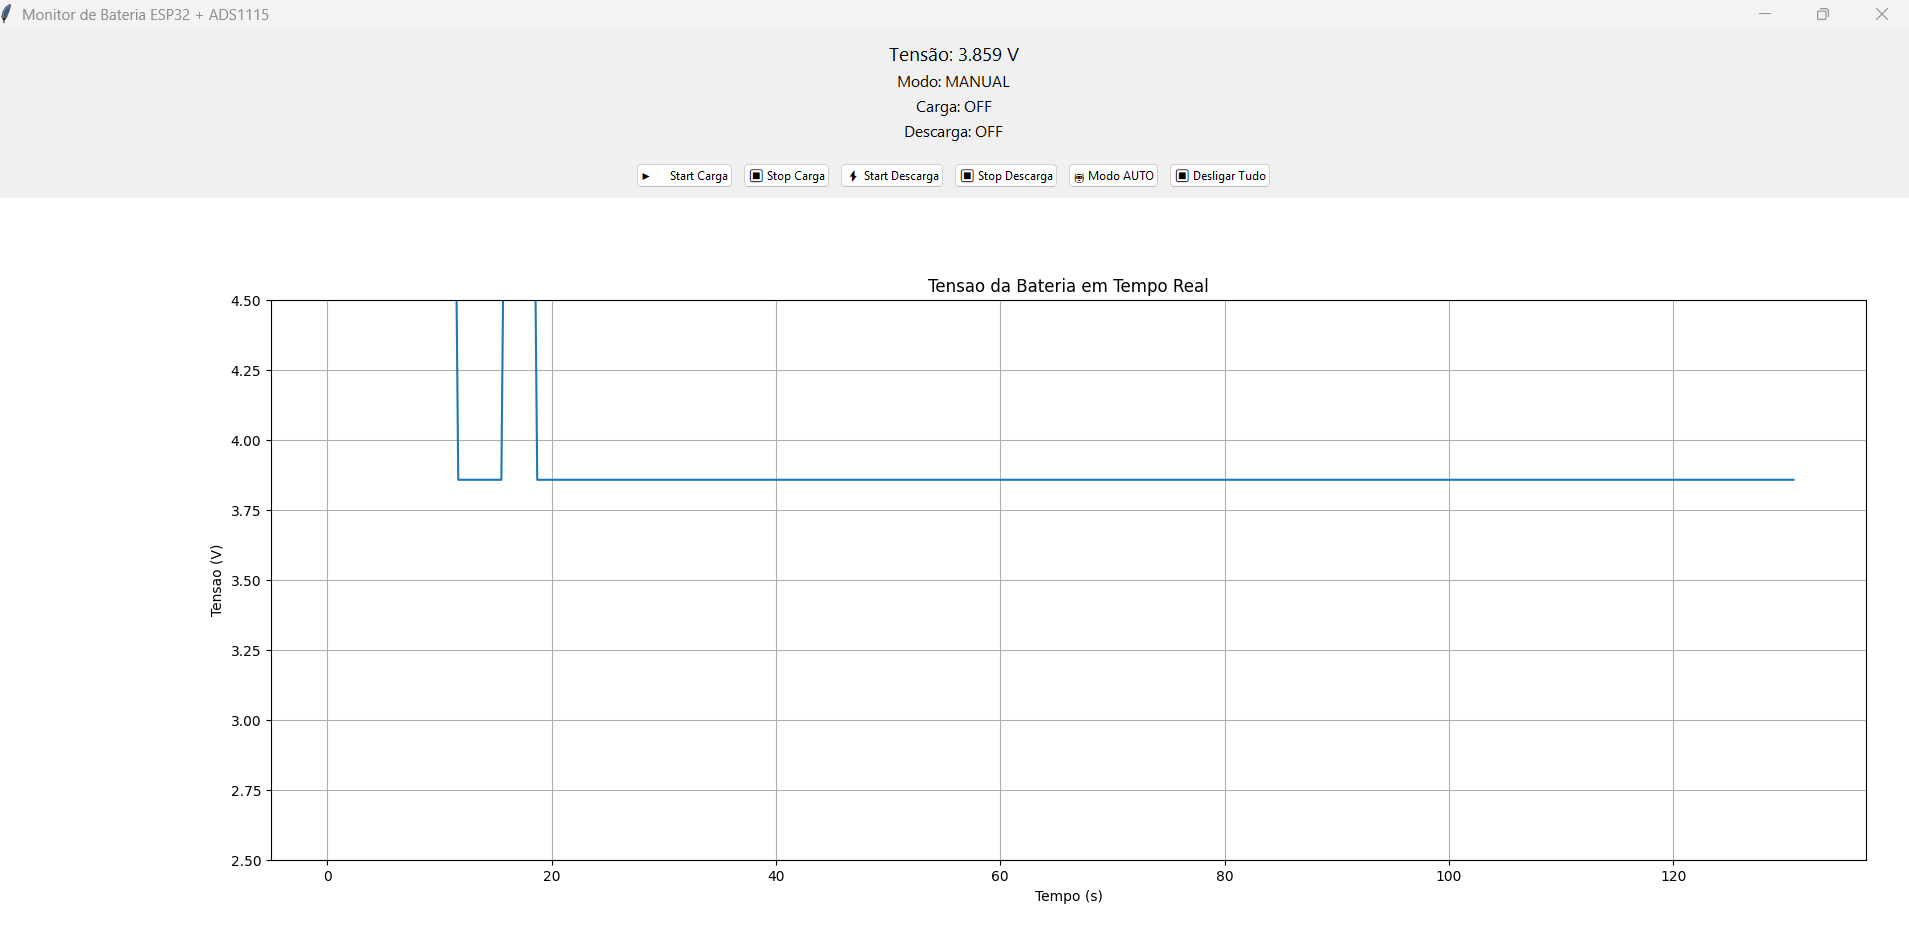 Monitor de Bateria ESP32 + ADS1115
Tensão: 3.859 V
Modo: MANUAL
Carga: OFF
Descarga: OFF
Start Carga Stop Carga Start Descarga Stop Descarga Modo AUTO Desligar Tudo
Tensao da Bateria em Tempo Real
4.50
4.25
4.00
3.75
3.50
3.25
3.00
2.75
2.50
Tensao (V)
0 20 40 60 80 100 120
Tempo (s)